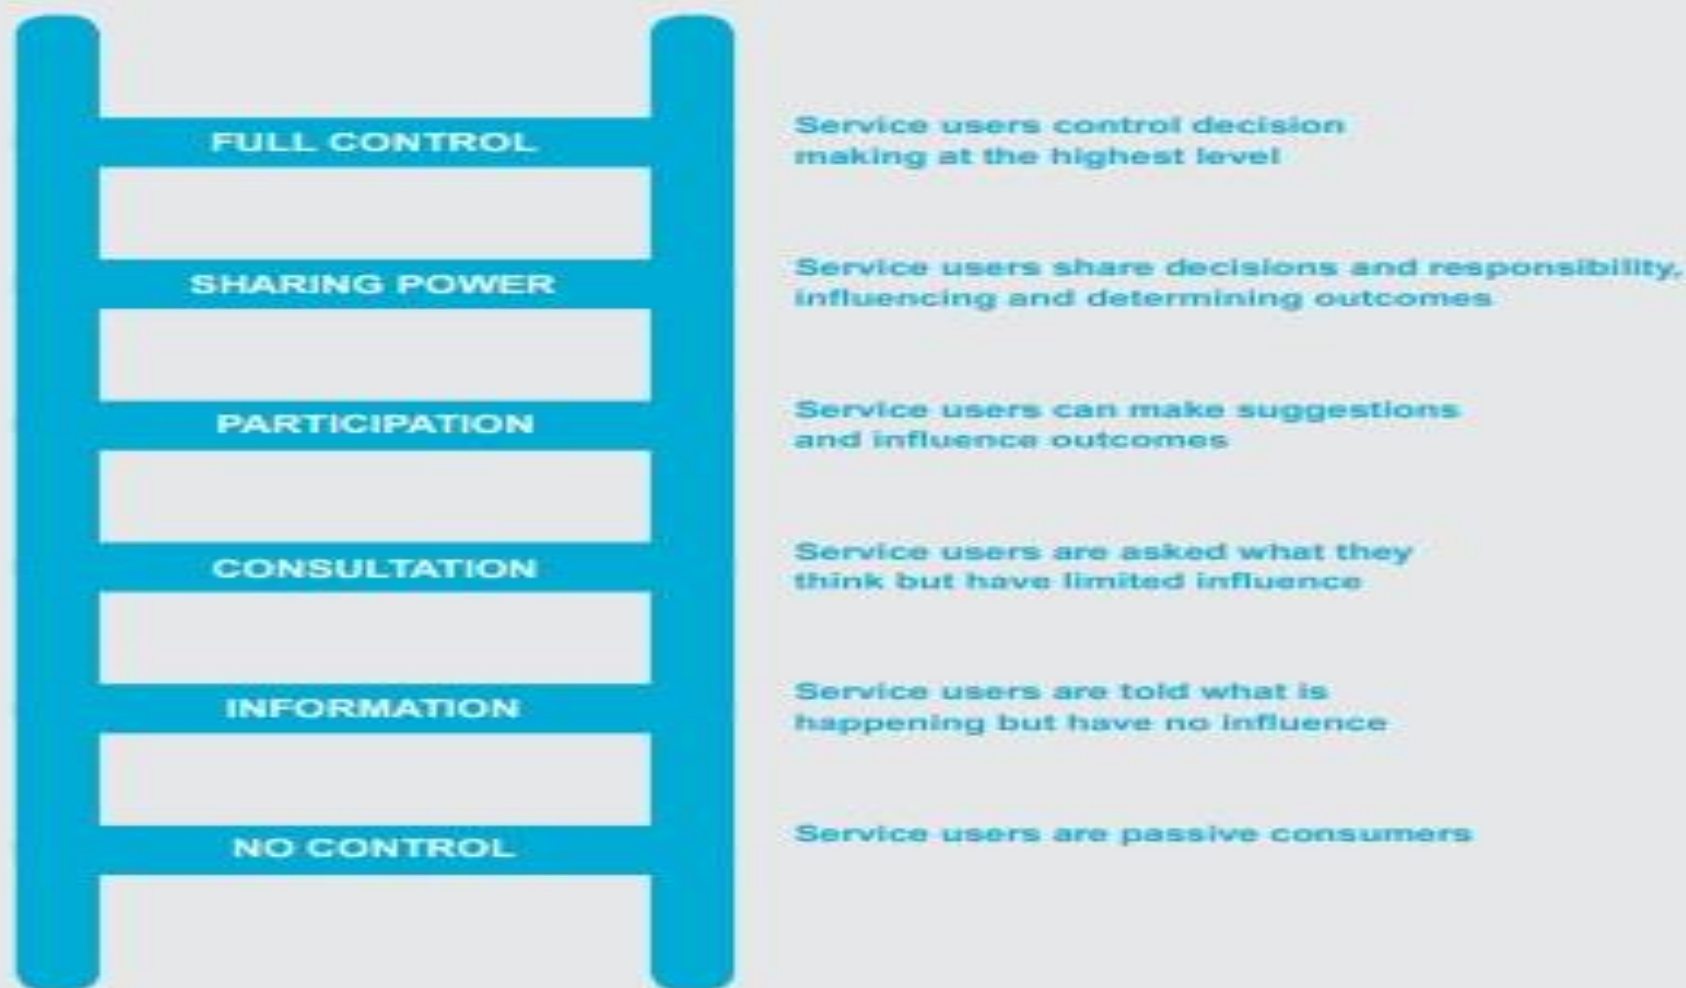 FULL CONTROL
Service users control decision
making at the highest level
SHARING POWER
Service users share decisions and responsibility,
influencing and determining outcomes
PARTICIPATION
Service users can make suggestions
and influence outcomes
CONSULTATION
Service users are asked what they
think but have limited influence
INFORMATION
Service users are told what is
happening but have no influence
NO CONTROL
Service users are passive consumers